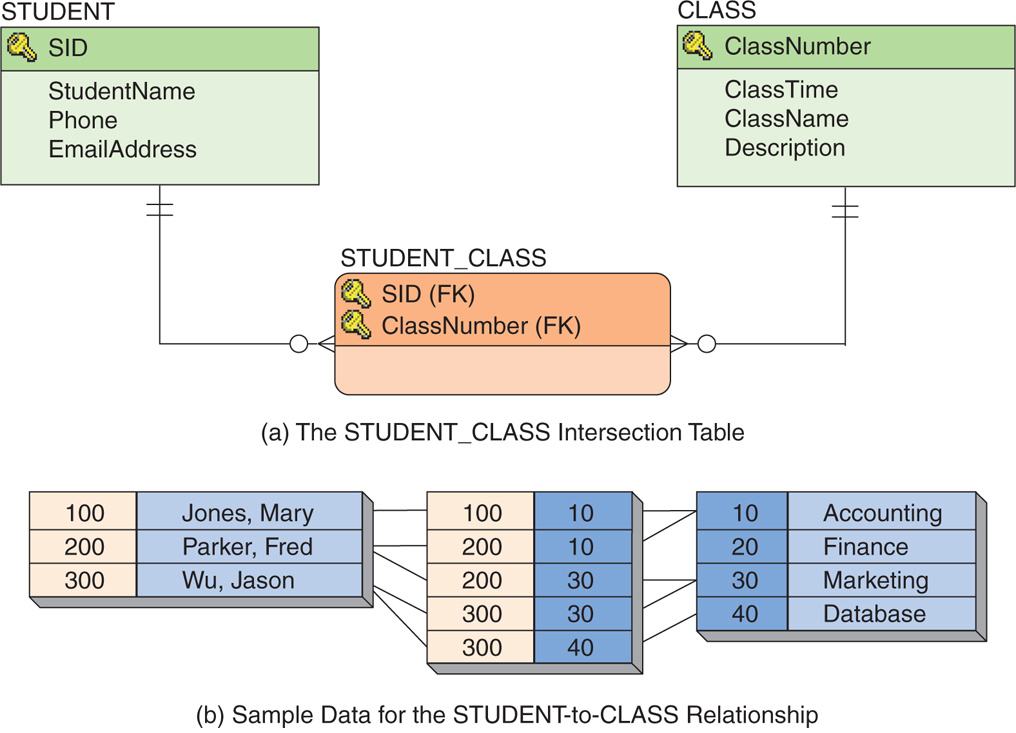 STUDENT
SID
StudentName
Phone
EmailAddress
CLASS
ClassNumber
ClassTime
ClassName
Description
STUDENT_CLASS
SID (FK)
ClassNumber (FK)
(a) The STUDENT_CLASS Intersection Table
100 Jones, Mary
200 Parker, Fred
300 Wu, Jason
100 10
200 10
200 30
300 30
300 40
10 Accounting
20 Finance
30 Marketing
40 Database
(b) Sample Data for the STUDENT-to-CLASS Relationship